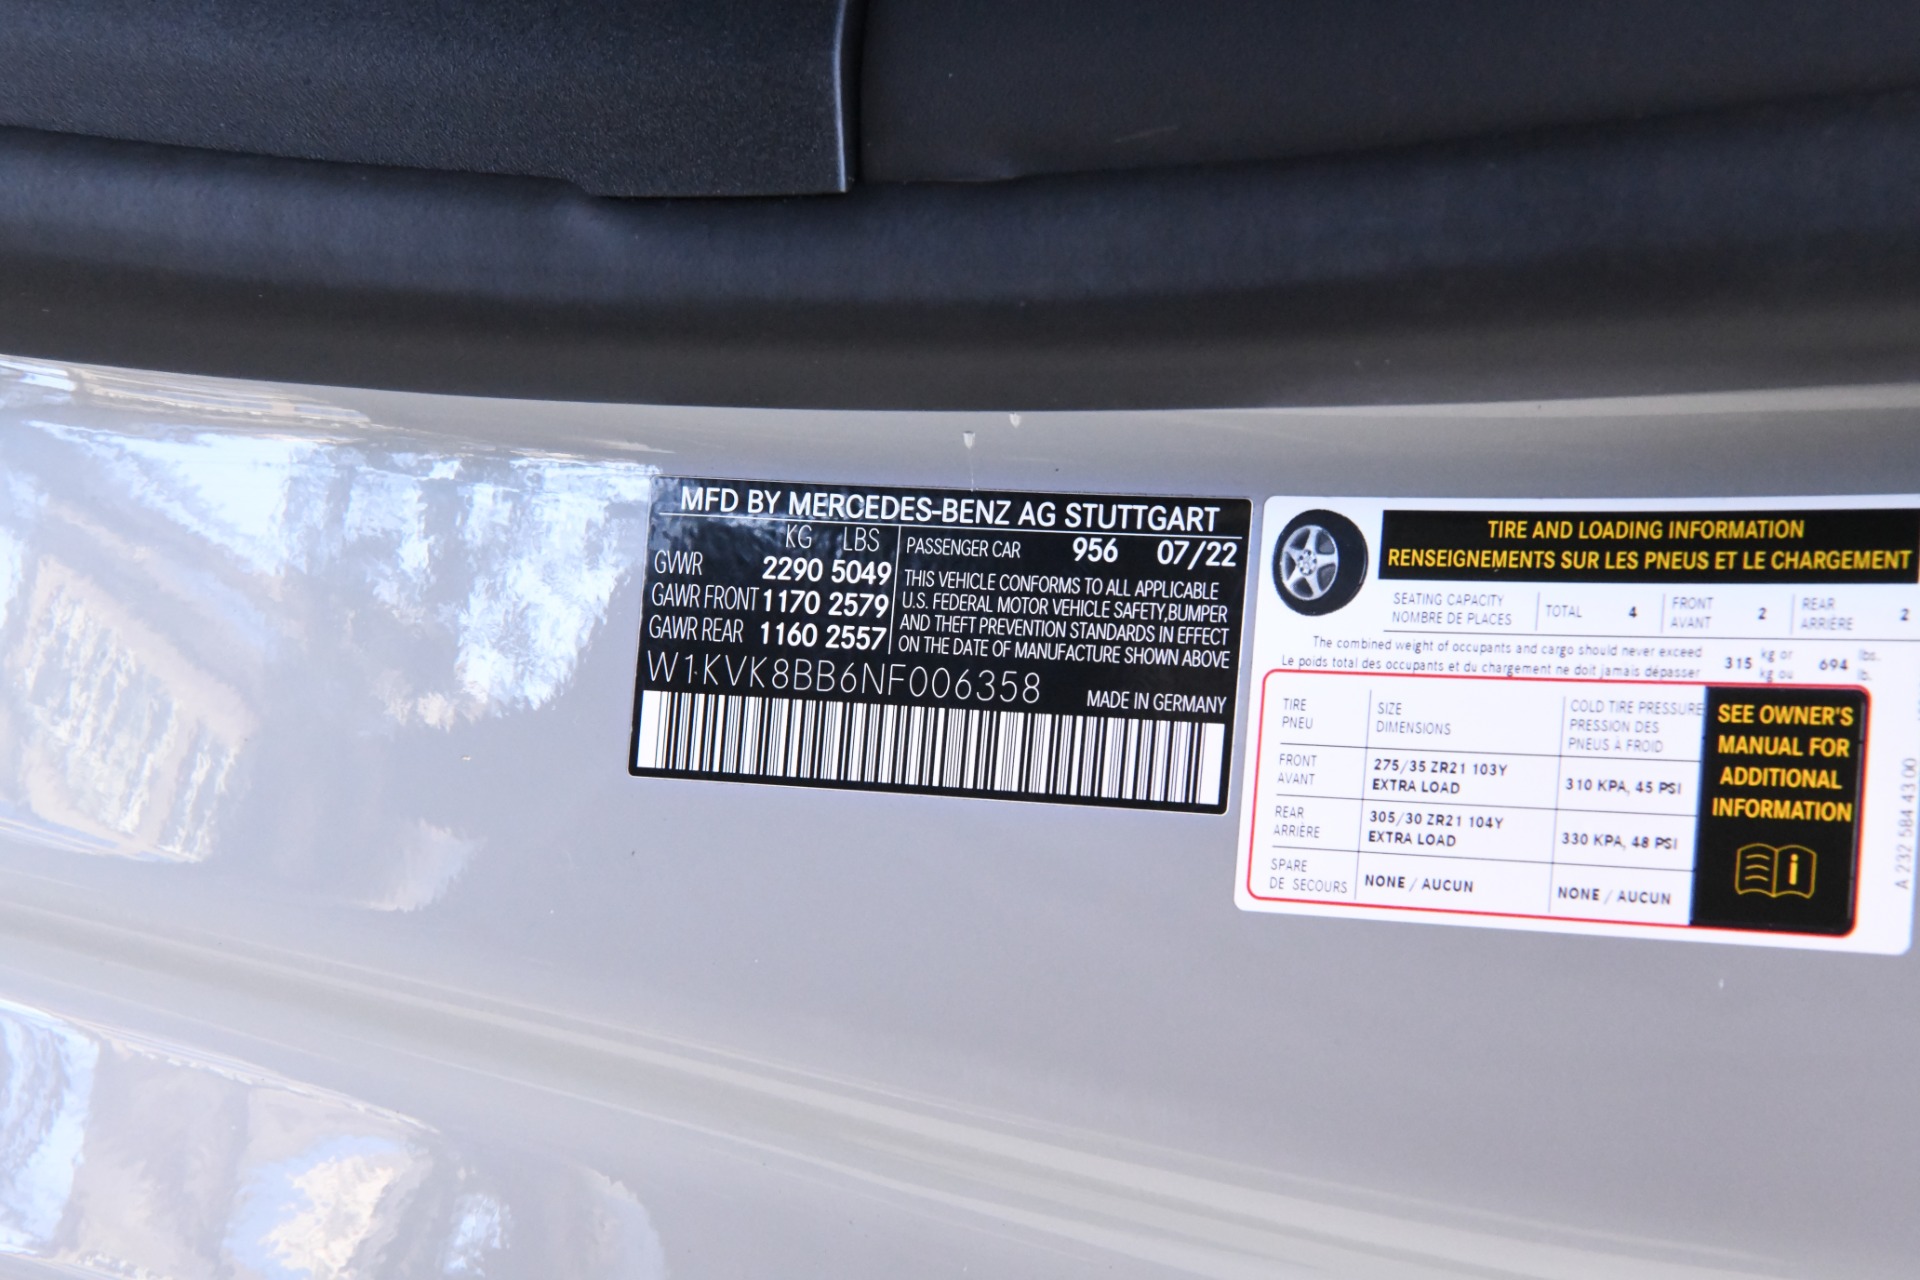 MFD BY MERCEDES-BENZ AG STUTTGART
KG LBS
GVWR 2290 5049
GAWR FRONT 1170 2579
GAWR REAR 1160 2557
PASSENGER CAR 956 07/22
THIS VEHICLE CONFORMS TO ALL APPLICABLE
U.S. FEDERAL MOTOR VEHICLE SAFETY,BUMPER
AND THEFT PREVENTION STANDARDS IN EFFECT
ON THE DATE OF MANUFACTURE SHOWN ABOVE
W1KVK8BB6NF006358
MADE IN GERMANY
TIRE AND LOADING INFORMATION
RENSEIGNEMENTS SUR LES PNEUS ET LE CHARGEMENT
SEATING CAPACITY
NOMBRE DE PLACES
TOTAL 4
FRONT
AVANT
2
REAR
ARRIÈRE
2
The combined weight of occupants and cargo should never exceed
Le poids total des occupants et du chargement ne doit jamais dépasser
315
kg or
kg ou
694
lbs.
lb.
TIRE
PNEU
SIZE
DIMENSIONS
COLD TIRE PRESSURE
PRESSION DES
PNEUS À FROID
FRONT
AVANT
275/35 ZR21 103Y
EXTRA LOAD
310 KPA, 45 PSI
REAR
ARRIÈRE
305/30 ZR21 104Y
EXTRA LOAD
330 KPA, 48 PSI
SPARE
DE SECOURS
NONE / AUCUN
NONE / AUCUN
SEE OWNER'S
MANUAL FOR
ADDITIONAL
INFORMATION
A 232 584 43 00